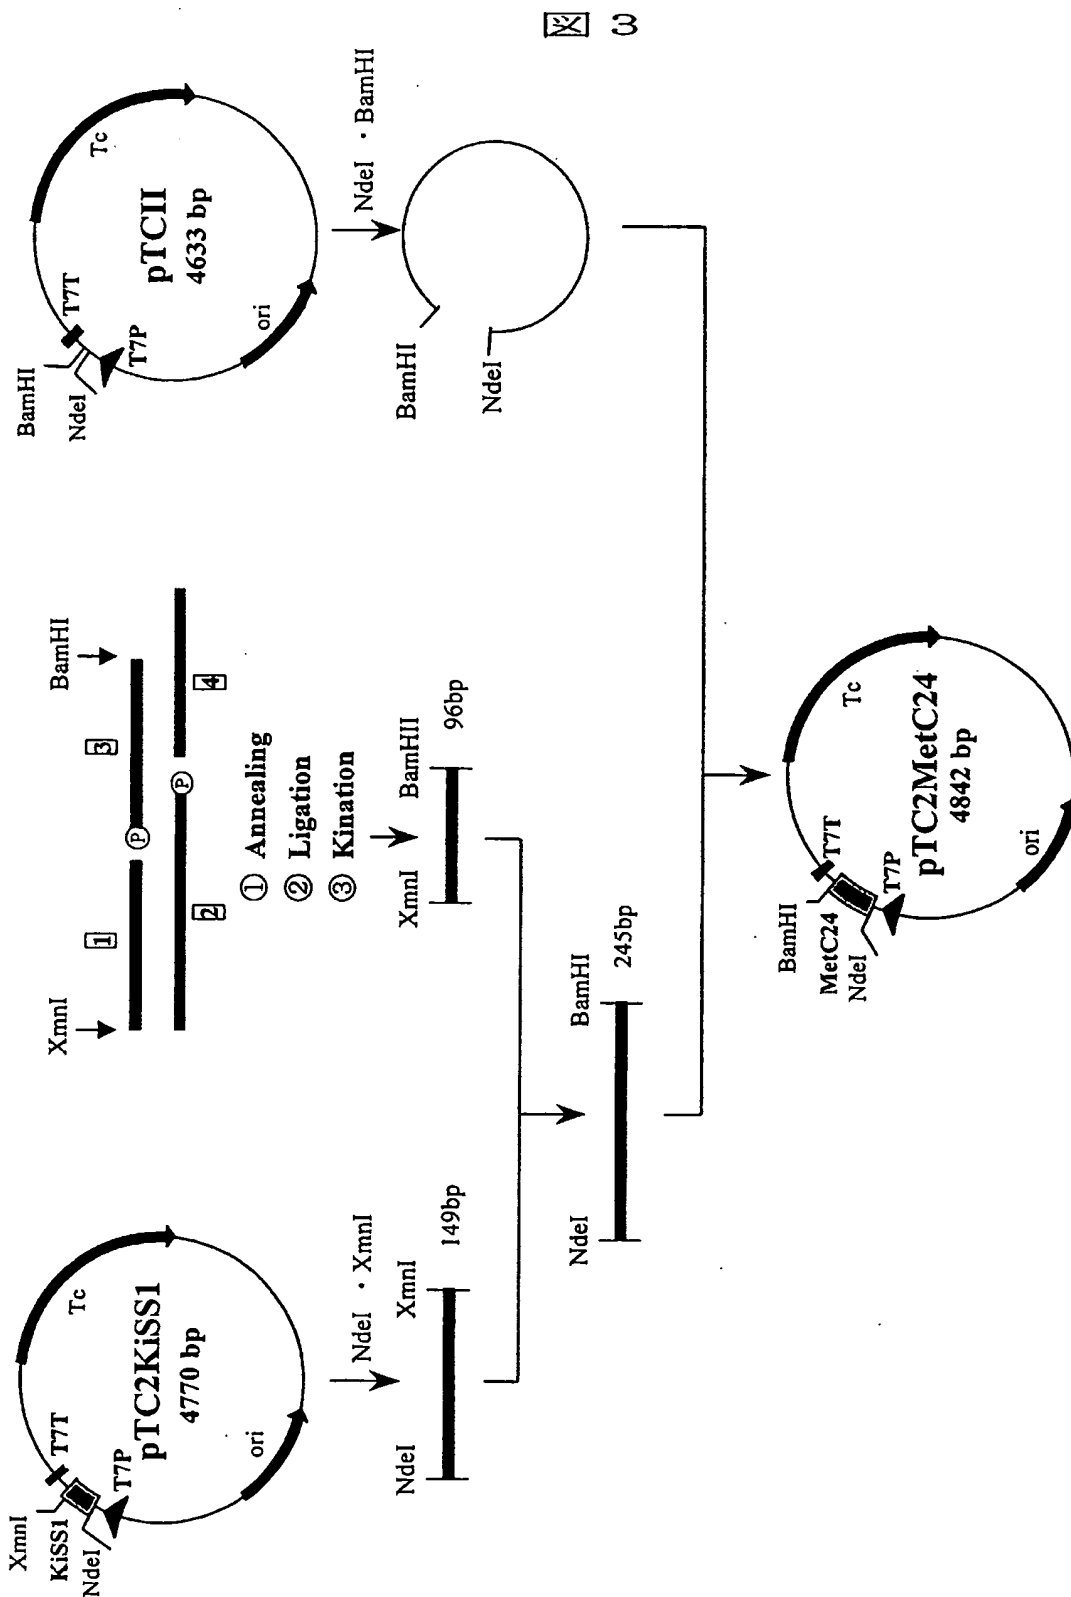 図 3
XmnI
KiSS1
NdeI
T7T
T7P
Tc
pTC2KiSS1
4770 bp
ori
NdeI・XmnI
NdeI
XmnI
149bp
XmnI
BamHI
1
3
P
P
2
4
① Annealing
② Ligation
③ Kination
XmnI
BamHII
96bp
NdeI
BamHI
245bp
BamHI
NdeI
T7T
T7P
Tc
pTCII
4633 bp
ori
NdeI・BamHI
BamHI
NdeI
BamHI
MetC24
NdeI
T7T
T7P
Tc
pTC2MetC24
4842 bp
ori